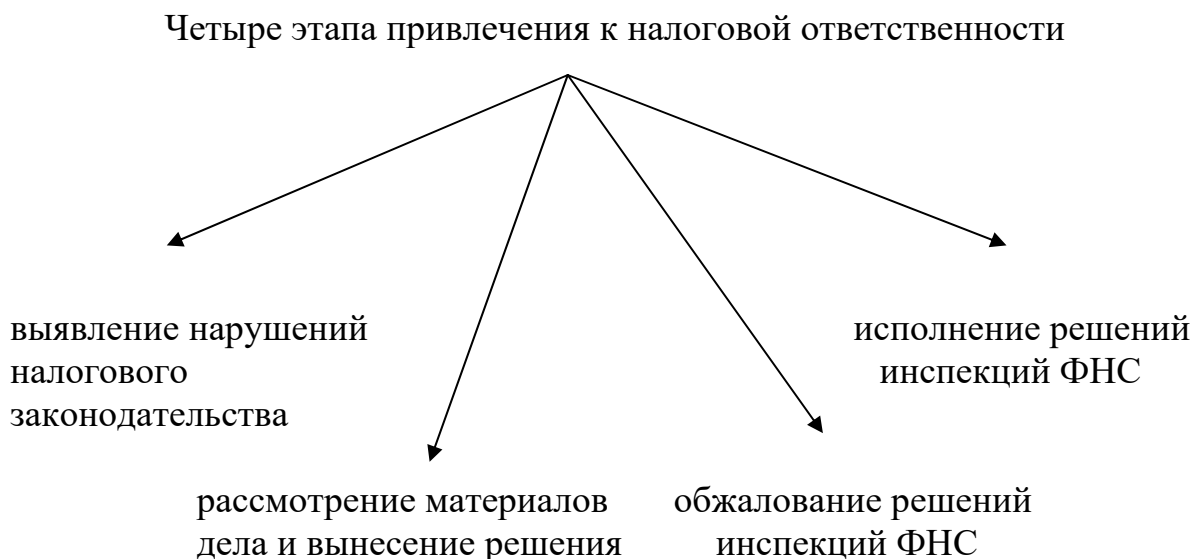 Четыре этапа привлечения к налоговой ответственности
выявление нарушений
налогового
законодательства
рассмотрение материалов
дела и вынесение решения
обжалование решений
инспекций ФНС
исполнение решений
инспекций ФНС